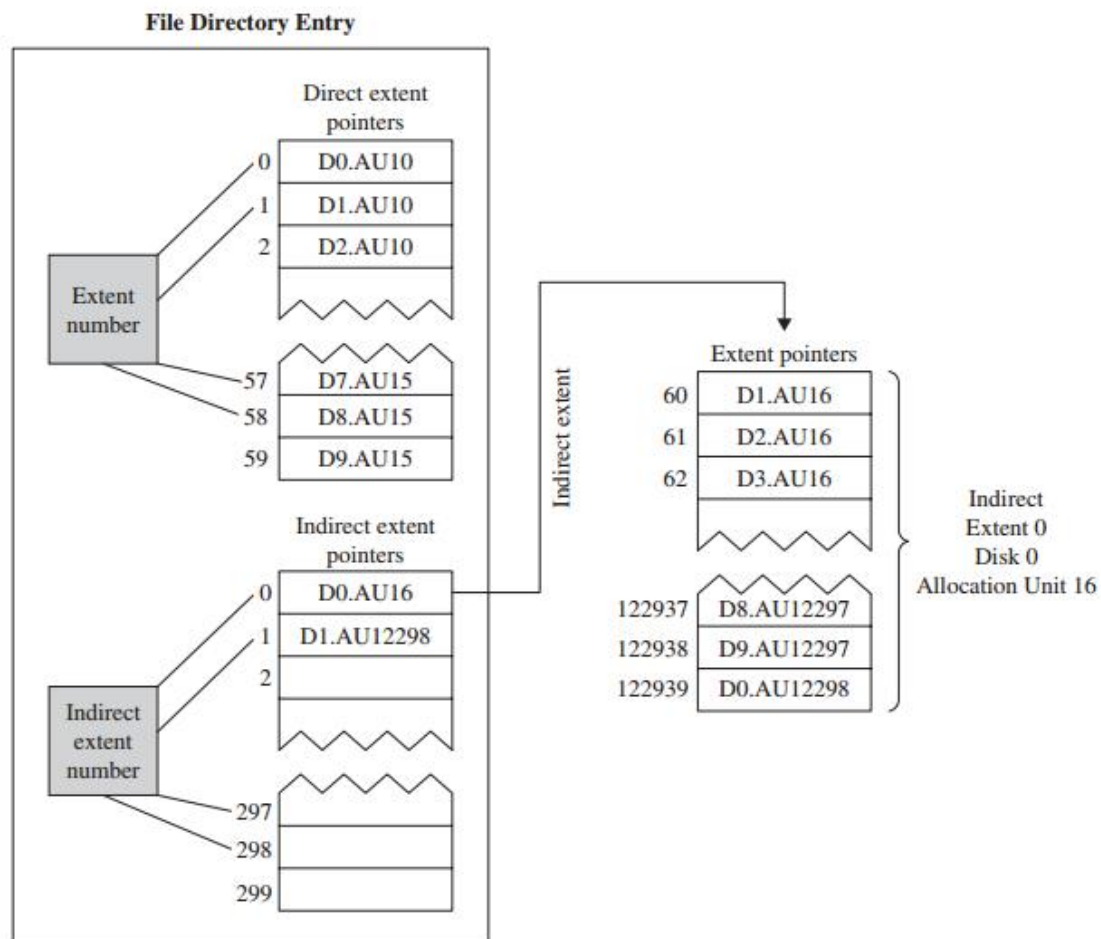 File Directory Entry
Direct extent
pointers
0 D0.AU10
1 D1.AU10
2 D2.AU10
Extent
number
57 D7.AU15
58 D8.AU15
59 D9.AU15
Indirect extent
pointers
0 D0.AU16
1 D1.AU12298
2
Indirect
extent
number
297
298
299
Indirect extent
Extent pointers
60 D1.AU16
61 D2.AU16
62 D3.AU16
122937 D8.AU12297
122938 D9.AU12297
122939 D0.AU12298
Indirect
Extent 0
Disk 0
Allocation Unit 16